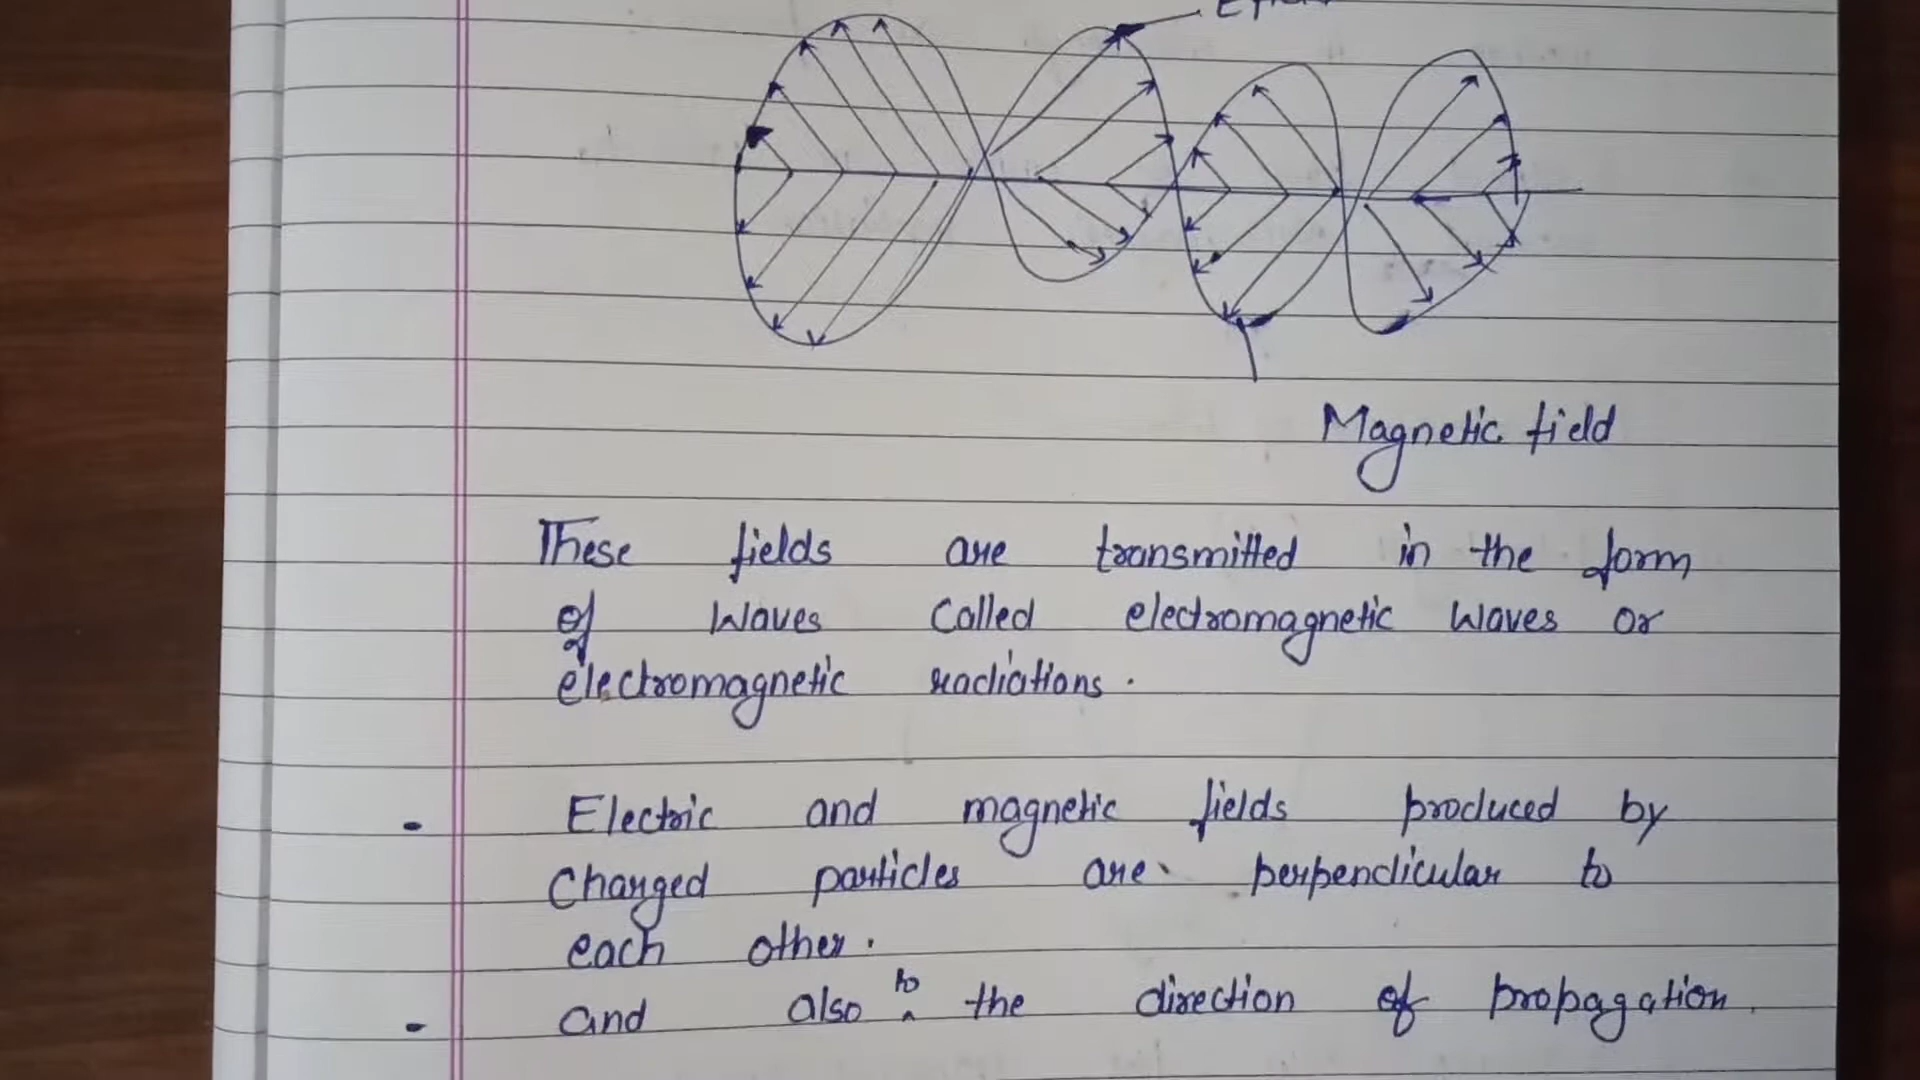 Magnetic field
These fields are transmitted in the form
of waves called electromagnetic waves or
electromagnetic radiations.
- Electric and magnetic fields produced by
charged particles are perpendicular to
each other.
- and also to the direction of propagation.